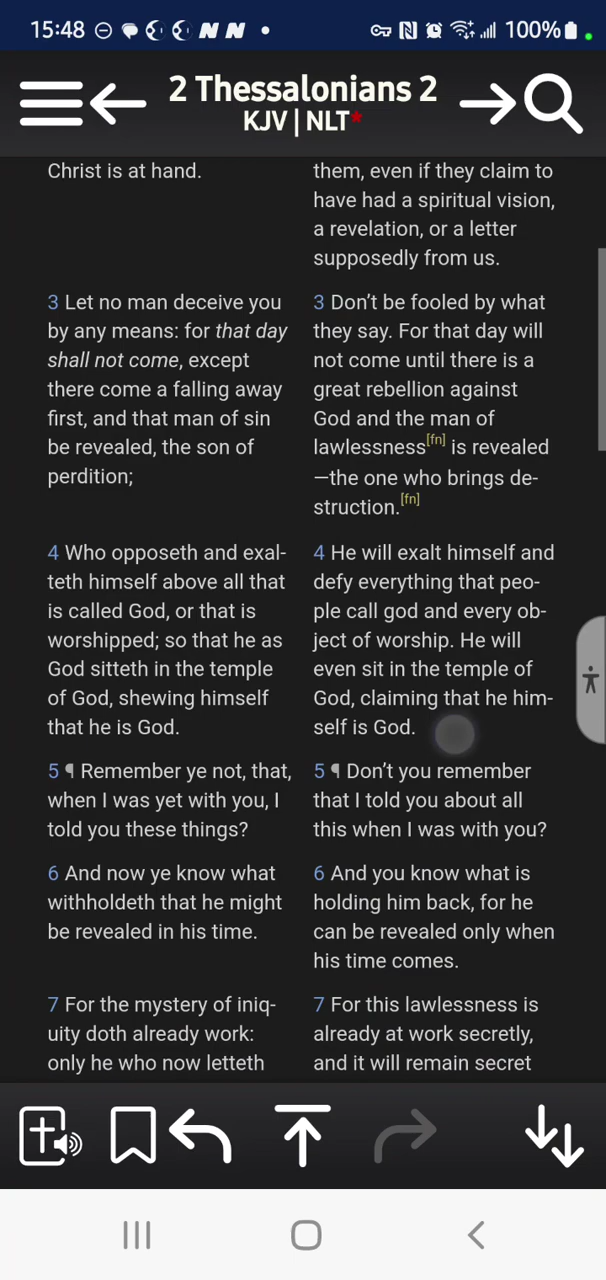 15:48
100%
2 Thessalonians 2
KJV | NLT*
Christ is at hand.
3 Let no man deceive you
by any means: for that day
shall not come, except
there come a falling away
first, and that man of sin
be revealed, the son of
perdition;
4 Who opposeth and exal-
teth himself above all that
is called God, or that is
worshipped; so that he as
God sitteth in the temple
of God, shewing himself
that he is God.
5 ¶ Remember ye not, that,
when I was yet with you, I
told you these things?
6 And now ye know what
withholdeth that he might
be revealed in his time.
7 For the mystery of iniq-
uity doth already work:
only he who now letteth
them, even if they claim to
have had a spiritual vision,
a revelation, or a letter
supposedly from us.
3 Don’t be fooled by what
they say. For that day will
not come until there is a
great rebellion against
God and the man of
lawlessness[fn] is revealed
—the one who brings de-
struction.[fn]
4 He will exalt himself and
defy everything that peo-
ple call god and every ob-
ject of worship. He will
even sit in the temple of
God, claiming that he him-
self is God.
5 ¶ Don’t you remember
that I told you about all
this when I was with you?
6 And you know what is
holding him back, for he
can be revealed only when
his time comes.
7 For this lawlessness is
already at work secretly,
and it will remain secret